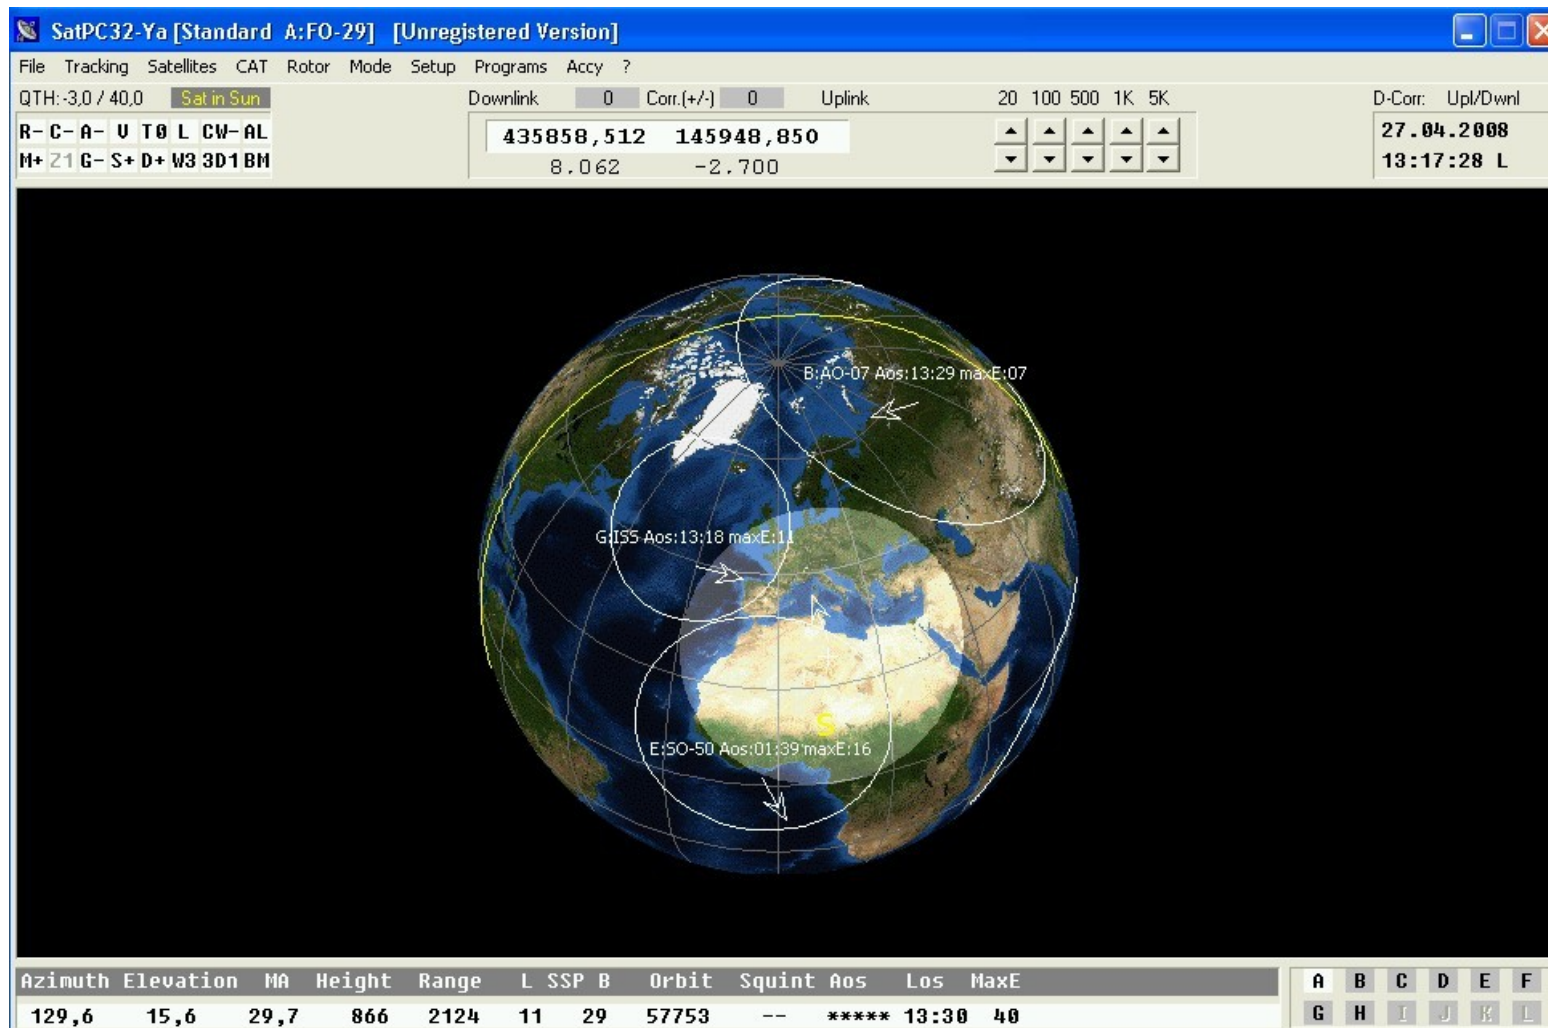 SatPC32-Ya [Standard A:FO-29] [Unregistered Version]
File Tracking Satellites CAT Rotor Mode Setup Programs Accy ?
QTH:-3,0 / 40,0 Sat in Sun Downlink 0 Corr.(+/-) 0 Uplink 20 100 500 1K 5K D-Corr: Upl/Dwnl
R- C- A- V T0 L CW- AL 435858,512 145948,850 27.04.2008
M+ Z1 G- S+ D+ W3 3D1 BM 8.062 -2.700 13:17:28 L
B:AO-07 Aos:13:29 maxE:07
G:ISS Aos:13:18 maxE:11
S
E:SO-50 Aos:01:39 maxE:16
Azimuth Elevation MA Height Range L SSP B Orbit Squint Aos Los MaxE A B C D E F
129,6 15,6 29,7 866 2124 11 29 57753 -- ***** 13:30 40 G H I J K L